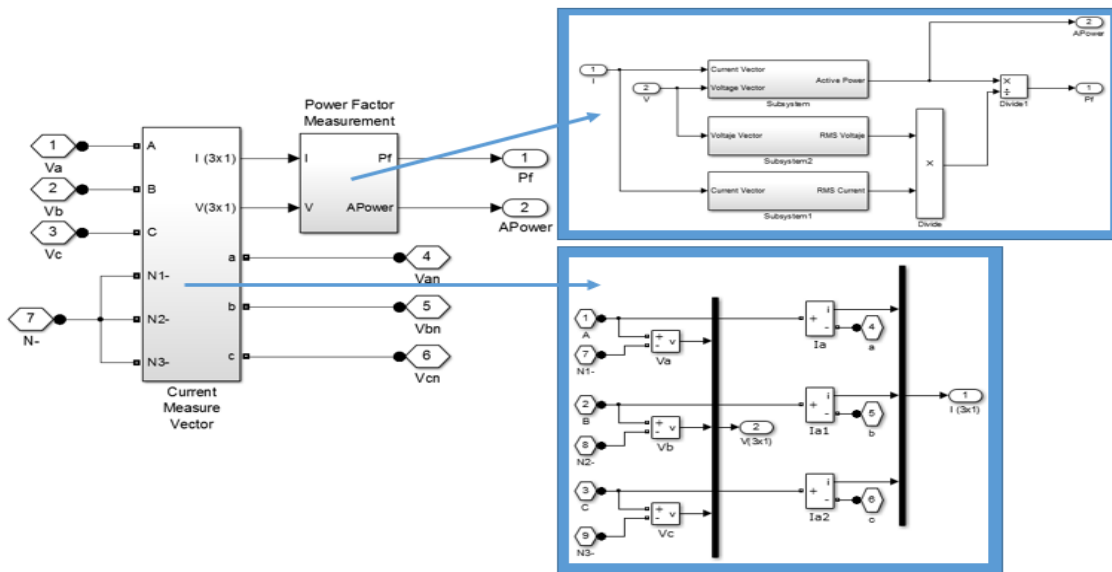 Power Factor
Measurement
1
Va
2
Vb
3
Vc
7
N-
A
B
C
N1-
N2-
N3-
I (3x1)
V(3x1)
a
b
c
Current
Measure
Vector
I
V
Pf
APower
1
Pf
2
APower
4
Van
5
Vbn
6
Vcn
1
I
2
V
Current Vector
Voltage Vector
Active Power
Subsystem
Voltaje Vector
RMS Voltaje
Subsystem2
Current Vector
RMS Current
Subsystem1
×
Divide
×
÷
Divide1
2
APower
1
Pf
1
A
7
N1-
+
-
v
Va
2
B
8
N2-
+
-
v
Vb
3
C
9
N3-
+
-
v
Vc
2
V(3x1)
+
i
-
Ia
4
a
+
i
-
Ia1
5
b
+
i
-
Ia2
6
c
1
I (3x1)